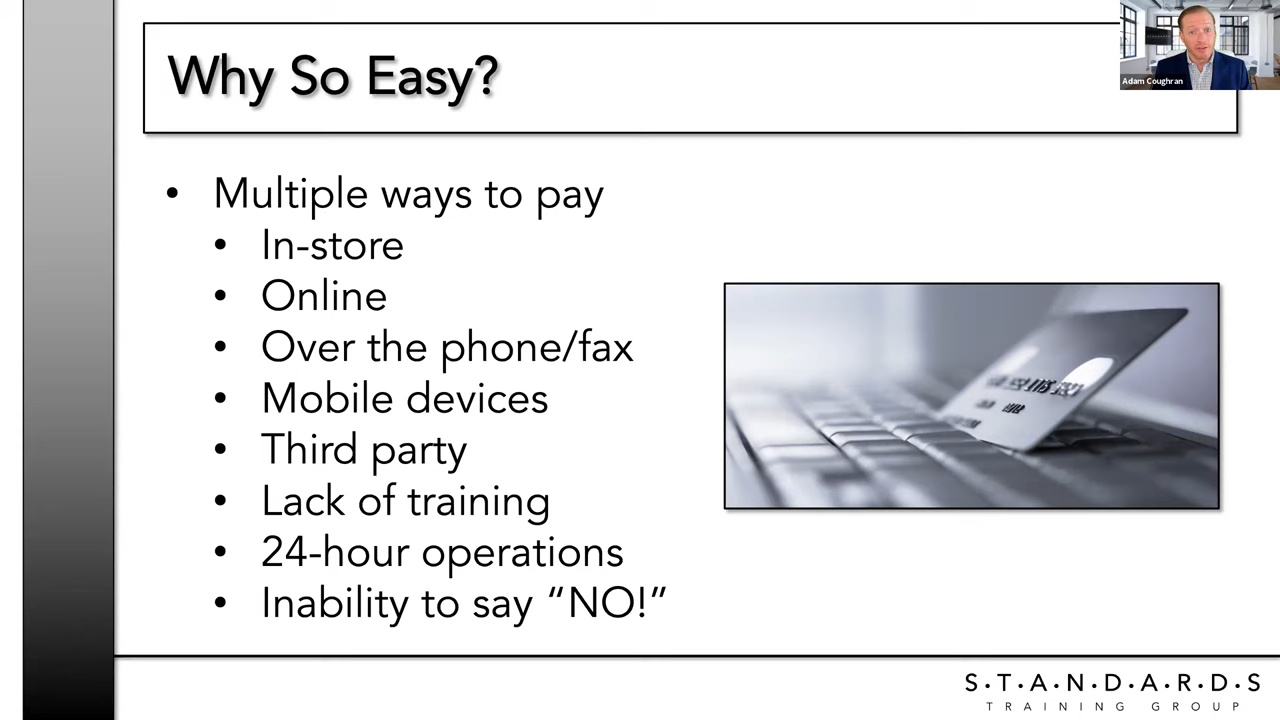 Why So Easy?
Adam Coughran
• Multiple ways to pay
• In-store
• Online
• Over the phone/fax
• Mobile devices
• Third party
• Lack of training
• 24-hour operations
• Inability to say “NO!”
S•T•A•N•D•A•R•D•S
TRAINING GROUP